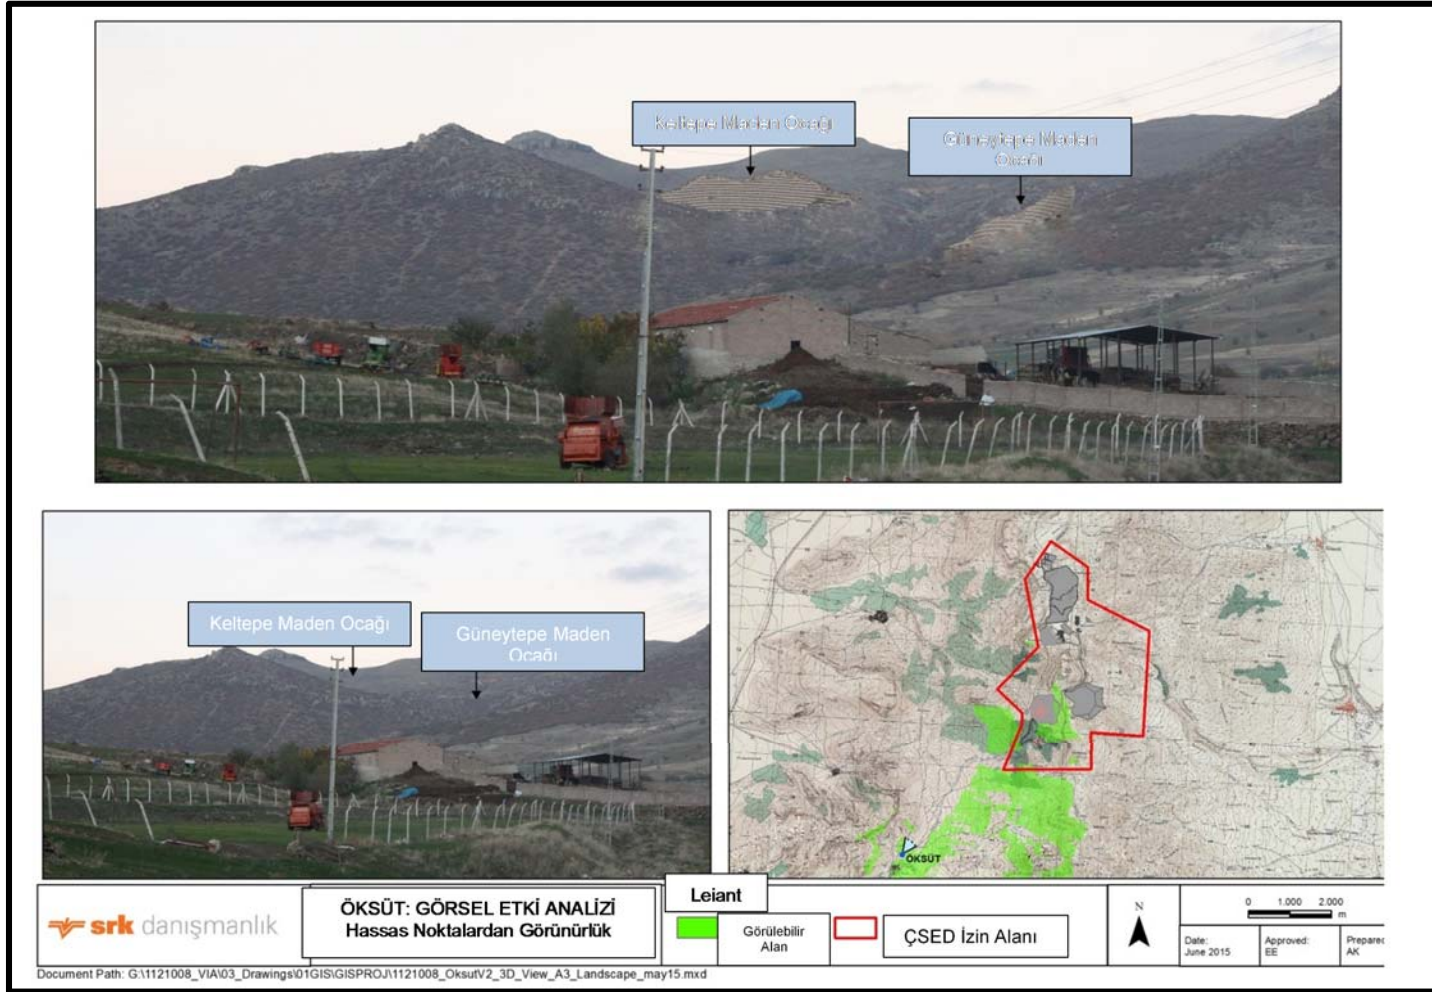 Keltepe Maden Ocağı
Güneytepe Maden
Ocağı
Keltepe Maden Ocağı
Güneytepe Maden
Ocağı
ÖKSÜT
srk danışmanlık
ÖKSÜT: GÖRSEL ETKİ ANALİZİ
Hassas Noktalardan Görünürlük
Lejant
Görülebilir
Alan
ÇSED İzin Alanı
N
0 1.000 2.000
m
Date:
June 2015
Approved:
EE
Prepared
AK
Document Path: G:\1121008_VIA\03_Drawings\01GIS\GISPROJ\1121008_OksutV2_3D_View_A3_Landscape_may15.mxd